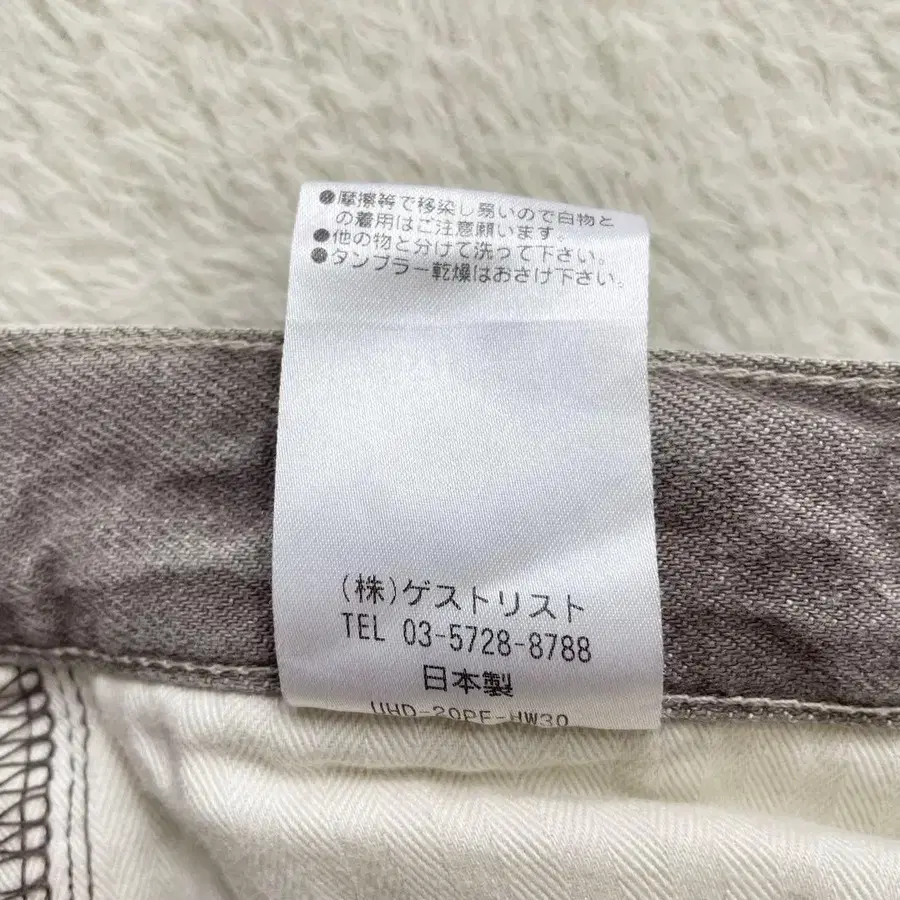 ●摩擦等で移染し易いので白物と
の着用はご注意願います。
●他の物と分けて洗って下さい。
●タンブラー乾燥はおさけ下さい。
(株)ゲストリスト
TEL 03-5728-8788
日本製
UHD-20PF-HW30